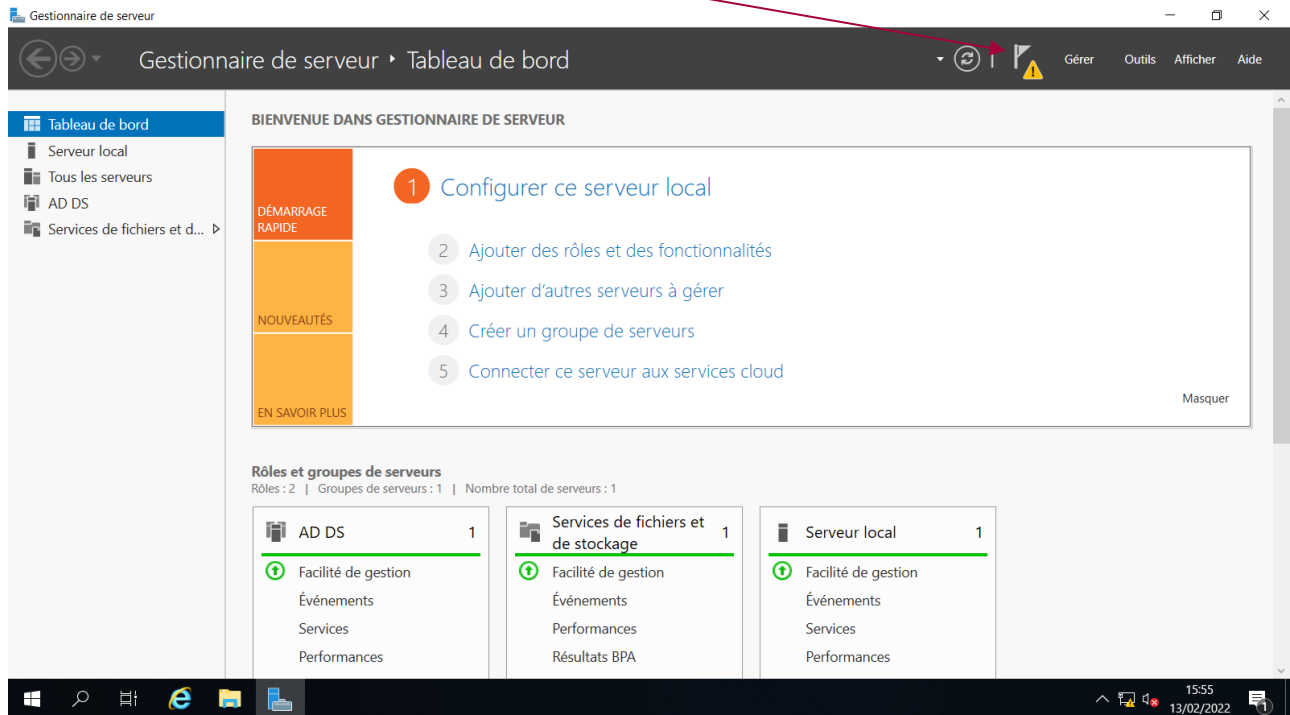 Gestionnaire de serveur
Gestionnaire de serveur ‣ Tableau de bord
Gérer Outils Afficher Aide
Tableau de bord
Serveur local
Tous les serveurs
AD DS
Services de fichiers et d...
BIENVENUE DANS GESTIONNAIRE DE SERVEUR
DÉMARRAGE
RAPIDE
NOUVEAUTÉS
EN SAVOIR PLUS
1 Configurer ce serveur local
2 Ajouter des rôles et des fonctionnalités
3 Ajouter d’autres serveurs à gérer
4 Créer un groupe de serveurs
5 Connecter ce serveur aux services cloud
Masquer
Rôles et groupes de serveurs
Rôles : 2 | Groupes de serveurs : 1 | Nombre total de serveurs : 1
AD DS 1
Facilité de gestion
Événements
Services
Performances
Services de fichiers et
de stockage 1
Facilité de gestion
Événements
Performances
Résultats BPA
Serveur local 1
Facilité de gestion
Événements
Services
Performances
15:55
13/02/2022
1